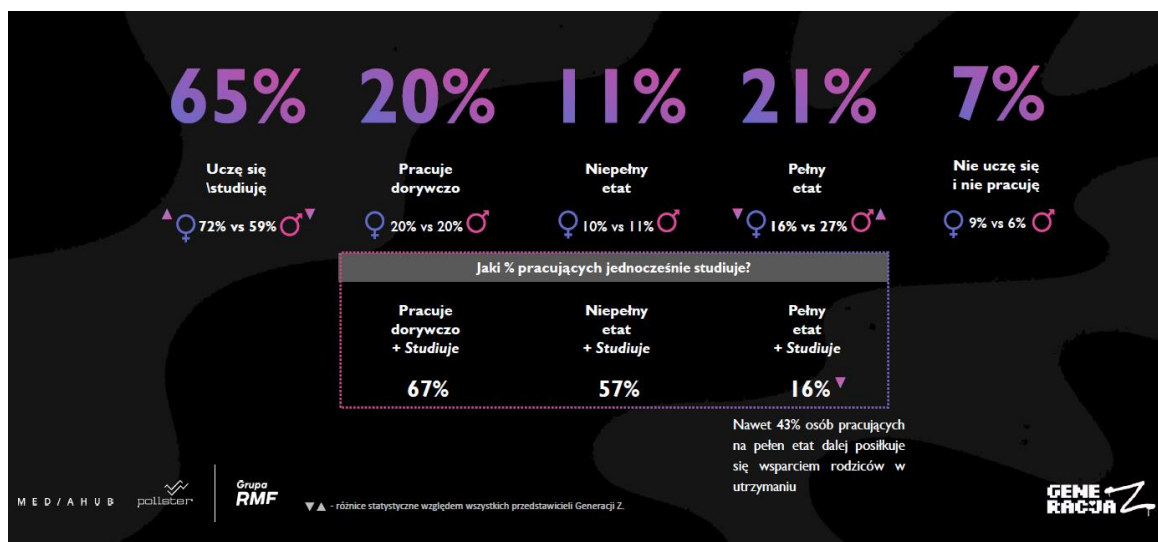 65%
20%
11%
21%
7%
Uczę się
\studiuję
Pracuje
dorywczo
Niepełny
etat
Pełny
etat
Nie uczę się
i nie pracuję
72% vs 59%
20% vs 20%
10% vs 11%
16% vs 27%
9% vs 6%
Jaki % pracujących jednocześnie studiuje?
Pracuje
dorywczo
+ Studiuje
Niepełny
etat
+ Studiuje
Pełny
etat
+ Studiuje
67%
57%
16%
Nawet 43% osób pracujących
na pełen etat dalej posiłkuje
się wsparciem rodziców w
utrzymaniu
MED/AHUB
pollster
Grupa
RMF
▼▲ - różnice statystyczne względem wszystkich przedstawicieli Generacji Z.
GENE
RACJA Z